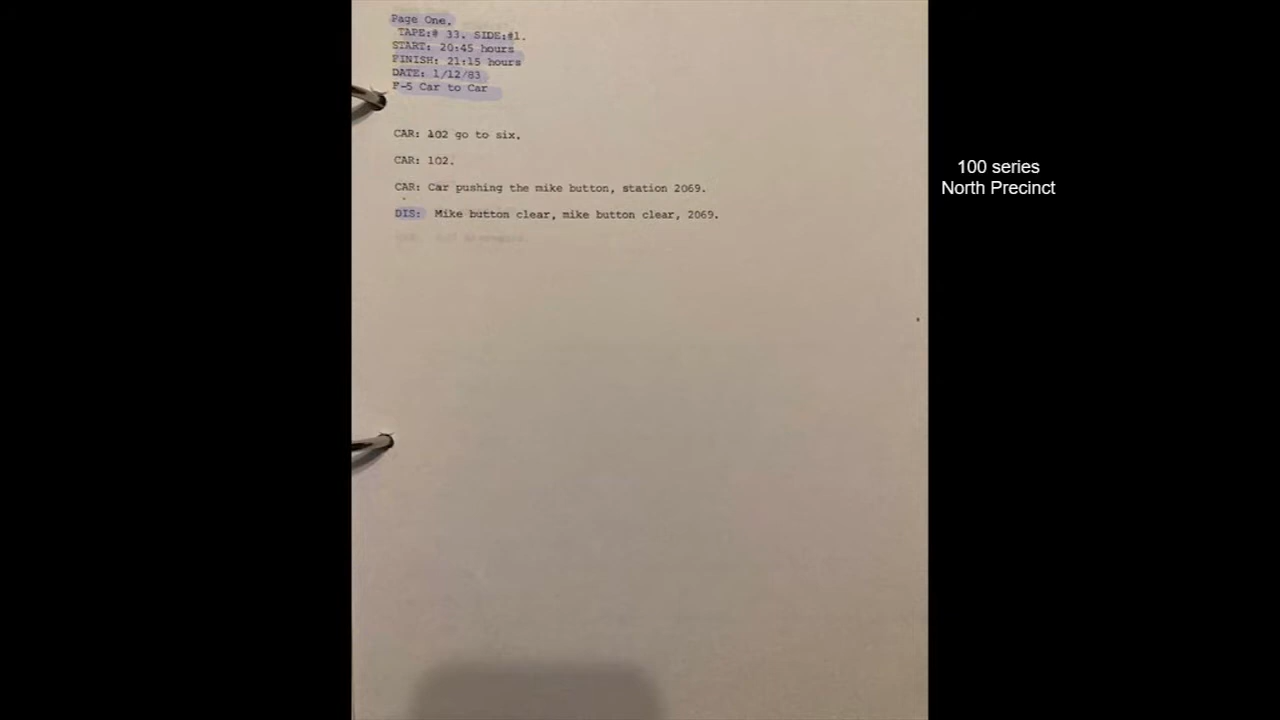 Page One.
TAPE:# 33. SIDE:#1.
START: 20:45 hours
FINISH: 21:15 hours
DATE: 1/12/83
F-5 Car to Car
CAR: 102 go to six.
CAR: 102.
CAR: Car pushing the mike button, station 2069.
DIS: Mike button clear, mike button clear, 2069.
100 series
North Precinct